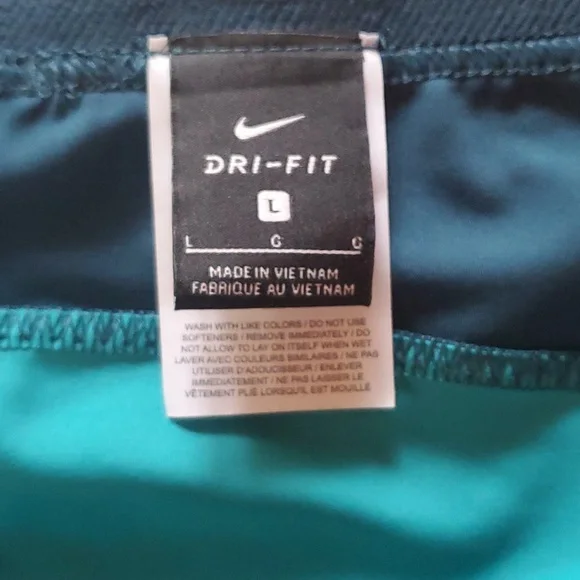 DRI-FIT
L
L G G
MADE IN VIETNAM
FABRIQUE AU VIETNAM
WASH WITH LIKE COLORS / DO NOT USE
SOFTENERS / REMOVE IMMEDIATELY / DO
NOT ALLOW TO LAY ON ITSELF WHEN WET
LAVER AVEC COULEURS SIMILAIRES / NE PAS
UTILISER D'ADOUCISSEUR / ENLEVER
IMMEDIATEMENT / NE PAS LAISSER LE
VÊTEMENT PLIÉ LORSQU'IL EST MOUILLÉ